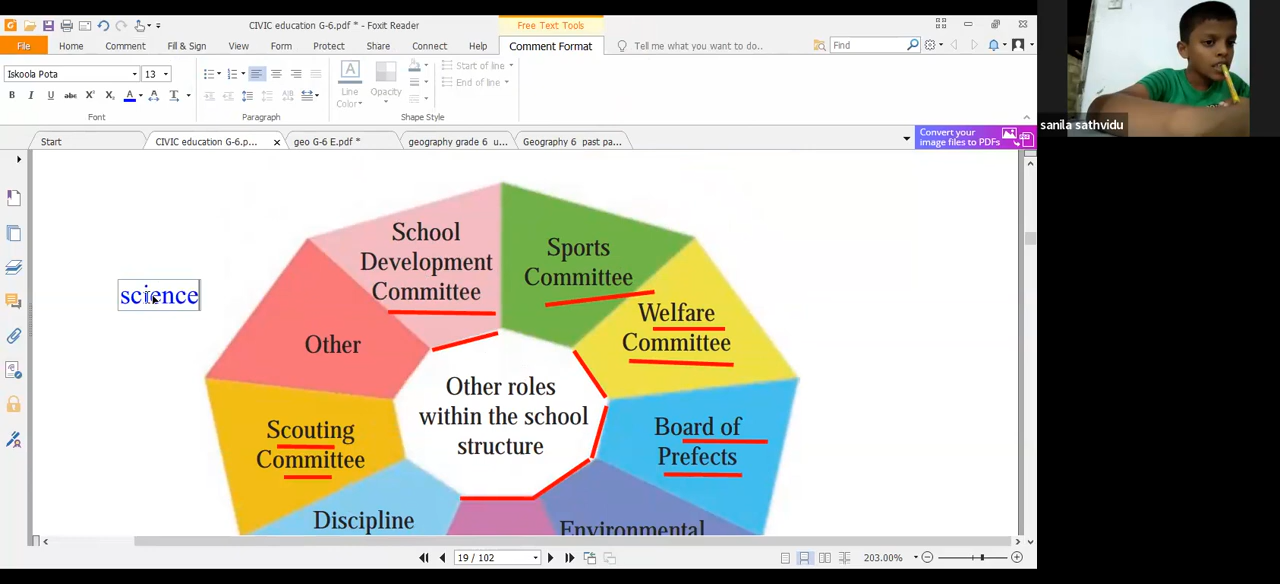 CIVIC education G-6.pdf * - Foxit Reader
Free Text Tools
File
Home
Comment
Fill & Sign
View
Form
Protect
Share
Connect
Help
Comment Format
Tell me what you want to do..
Find
Iskoola Pota
13
Start of line
End of line
Line
Color
Opacity
Font
Paragraph
Shape Style
Start
CIVIC education G-6.p...
geo G-6 E.pdf *
geography grade 6 u...
Geography 6 past pa...
Convert your
image files to PDFs
sanila sathvidu
science
School
Development
Committee
Sports
Committee
Welfare
Committee
Other
Other roles
within the school
structure
Board of
Prefects
Scouting
Committee
Discipline
Environmental
19 / 102
203.00%